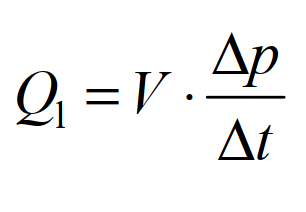 Q₁ = V · Δp / Δt